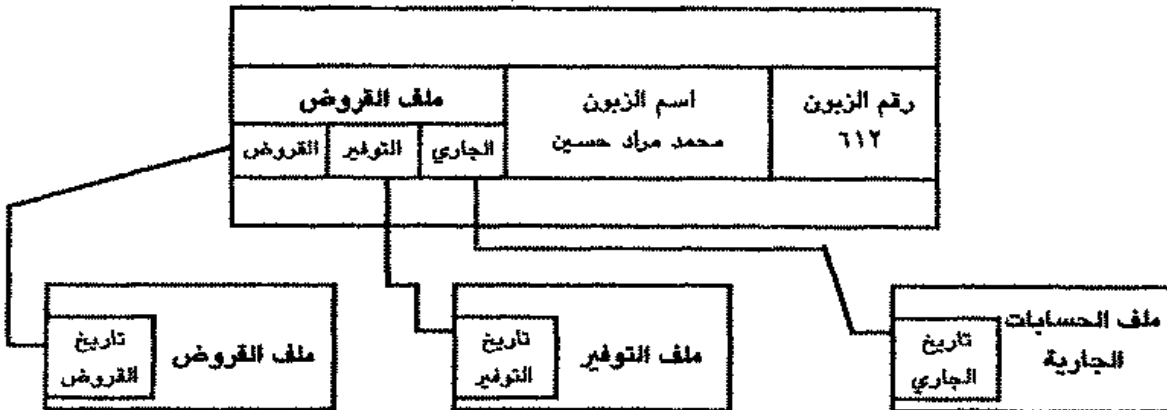 رقم الزبون
٦١٢
اسم الزبون
محمد مراد حسين
ملف القروض
الجاري
التوفير
القروض
ملف الحسابات
الجارية
تاريخ
الجاري
ملف التوفير
تاريخ
التوفير
ملف القروض
تاريخ
القروض